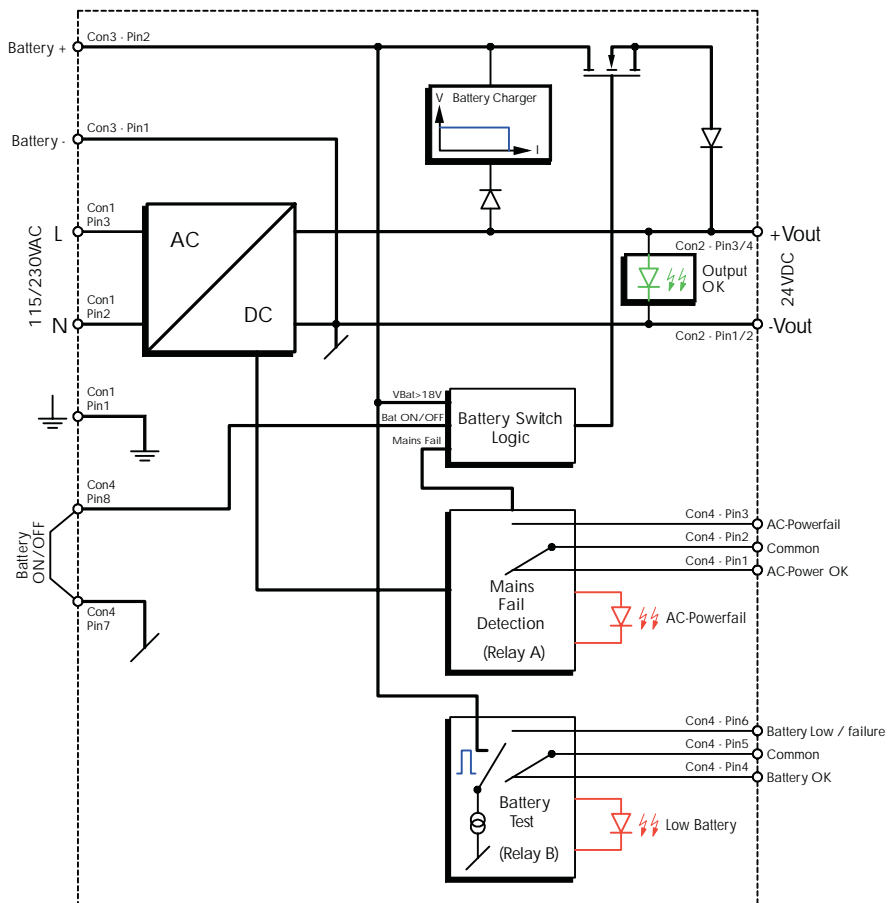 Battery +
Con3 - Pin2
V Battery Charger
I
Battery -
Con3 - Pin1
115/230VAC
L
Con1
Pin3
AC
DC
N
Con1
Pin2
+Vout
Con2 - Pin3/4
Output
OK
24VDC
-Vout
Con2 - Pin1/2
Con1
Pin1
VBat>18V
Bat ON/OFF
Mains Fail
Battery Switch
Logic
Battery
ON/OFF
Con4
Pin8
Con4
Pin7
Mains
Fail
Detection
(Relay A)
Con4 - Pin3
AC-Powerfail
Con4 - Pin2
Common
Con4 - Pin1
AC-Power OK
AC-Powerfail
Battery
Test
(Relay B)
Con4 - Pin6
Battery Low / failure
Con4 - Pin5
Common
Con4 - Pin4
Battery OK
Low Battery